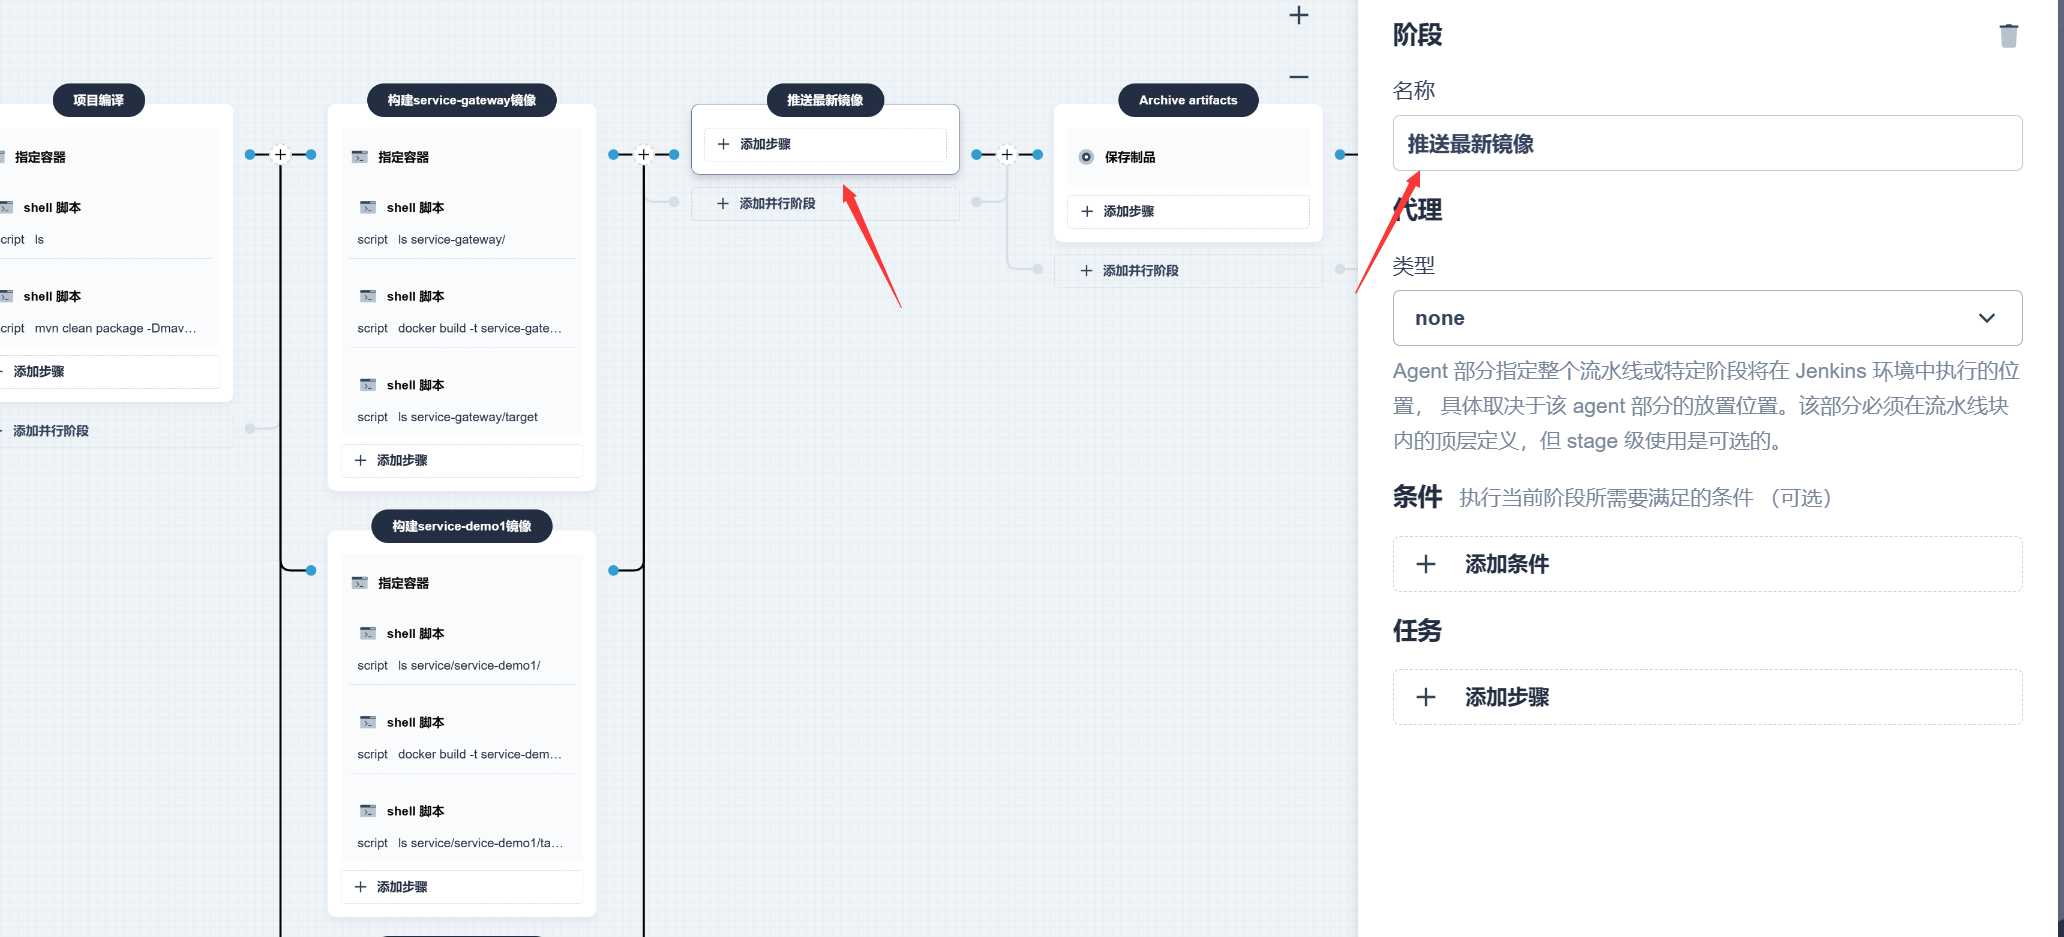 项目编译
指定容器
shell 脚本
cript ls
shell 脚本
cript mvn clean package -Dmav…
添加步骤
添加并行阶段
构建service-gateway镜像
指定容器
shell 脚本
script ls service-gateway/
shell 脚本
script docker build -t service-gate…
shell 脚本
script ls service-gateway/target
添加步骤
构建service-demo1镜像
指定容器
shell 脚本
script ls service/service-demo1/
shell 脚本
script docker build -t service-dem…
shell 脚本
script ls service/service-demo1/ta…
添加步骤
推送最新镜像
添加步骤
添加并行阶段
Archive artifacts
保存制品
添加步骤
添加并行阶段
阶段
名称
推送最新镜像
代理
类型
none
Agent 部分指定整个流水线或特定阶段将在 Jenkins 环境中执行的位
置， 具体取决于该 agent 部分的放置位置。该部分必须在流水线块
内的顶层定义，但 stage 级使用是可选的。
条件 执行当前阶段所需要满足的条件 （可选）
添加条件
任务
添加步骤